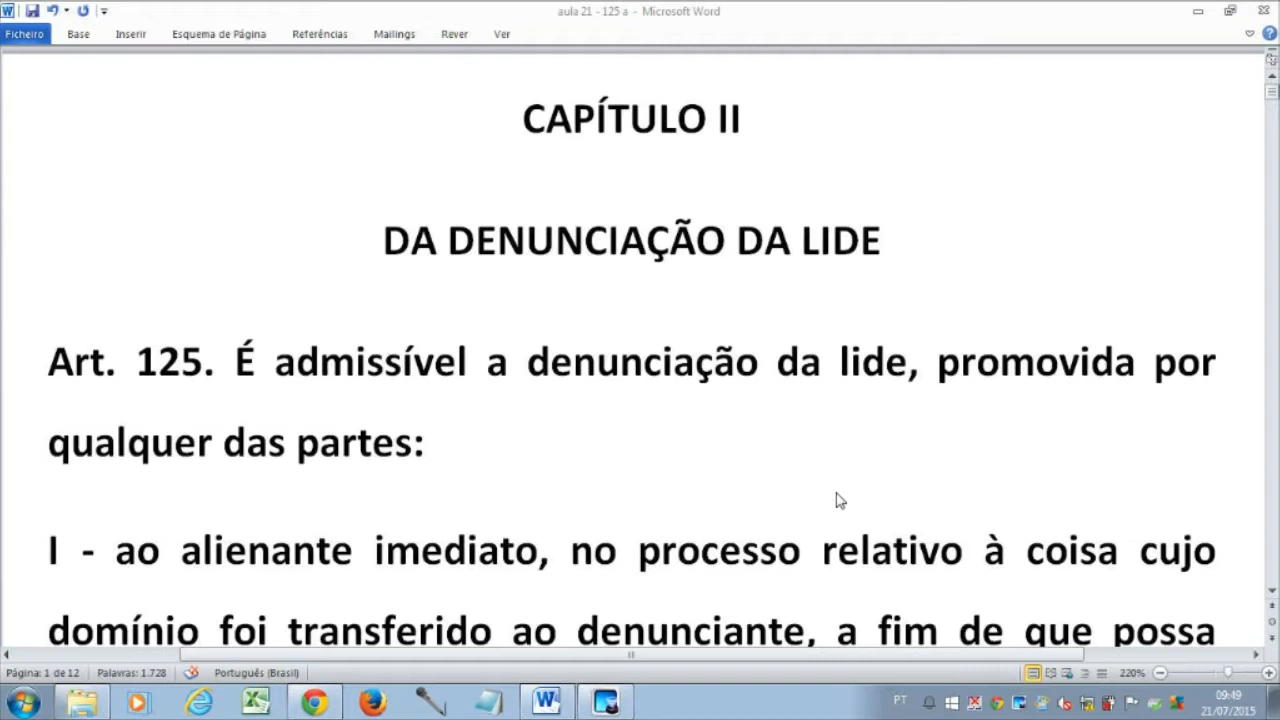 aula 21 - 125 a - Microsoft Word
Ficheiro Base Inserir Esquema de Página Referências Mailings Rever Ver
CAPÍTULO II
DA DENUNCIAÇÃO DA LIDE
Art. 125. É admissível a denunciação da lide, promovida por
qualquer das partes:
I - ao alienante imediato, no processo relativo à coisa cujo
domínio foi transferido ao denunciante, a fim de que possa
Página: 1 de 12 Palavras: 1.728 Português (Brasil) 220%
PT 09:49
21/07/2015